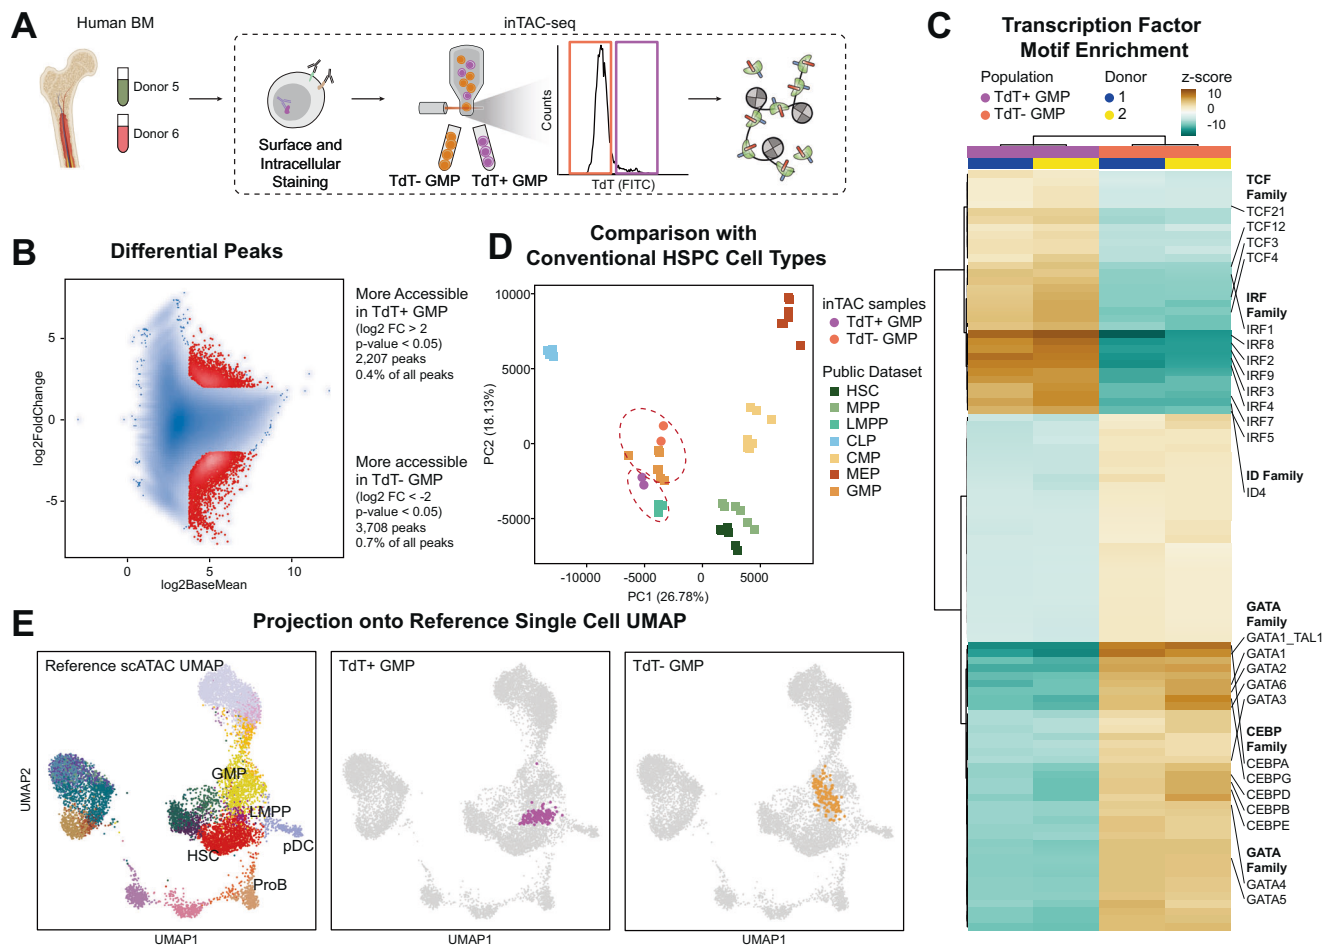 A
Human BM
Donor 5
Donor 6
inTAC-seq
Surface and
Intracellular
Staining
TdT- GMP
TdT+ GMP
Counts
TdT (FITC)
B
Differential Peaks
log2FoldChange
5
0
-5
0
5
10
log2BaseMean
More Accessible
in TdT+ GMP
(log2 FC > 2
p-value < 0.05)
2,207 peaks
0.4% of all peaks
More accessible
in TdT- GMP
(log2 FC < -2
p-value < 0.05)
3,708 peaks
0.7% of all peaks
C
Transcription Factor
Motif Enrichment
Population
TdT+ GMP
TdT- GMP
Donor
1
2
z-score
10
0
-10
TCF
Family
TCF21
TCF12
TCF3
TCF4
IRF
Family
IRF1
IRF8
IRF2
IRF9
IRF3
IRF4
IRF7
IRF5
ID Family
ID4
GATA
Family
GATA1_TAL1
GATA1
GATA2
GATA6
GATA3
CEBP
Family
CEBPA
CEBPG
CEBPD
CEBPB
CEBPE
GATA
Family
GATA4
GATA5
D
Comparison with
Conventional HSPC Cell Types
PC2 (18.13%)
10000
5000
0
-5000
-10000
-5000
0
5000
PC1 (26.78%)
inTAC samples
TdT+ GMP
TdT- GMP
Public Dataset
HSC
MPP
LMPP
CLP
CMP
MEP
GMP
E
Projection onto Reference Single Cell UMAP
Reference scATAC UMAP
GMP
LMPP
pDC
HSC
ProB
UMAP2
UMAP1
TdT+ GMP
UMAP1
TdT- GMP
UMAP1